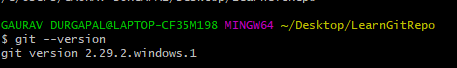 GAURAV DURGAPAL@LAPTOP-CF35M198 MINGW64 ~/Desktop/LearnGitRepo
$ git --version
git version 2.29.2.windows.1